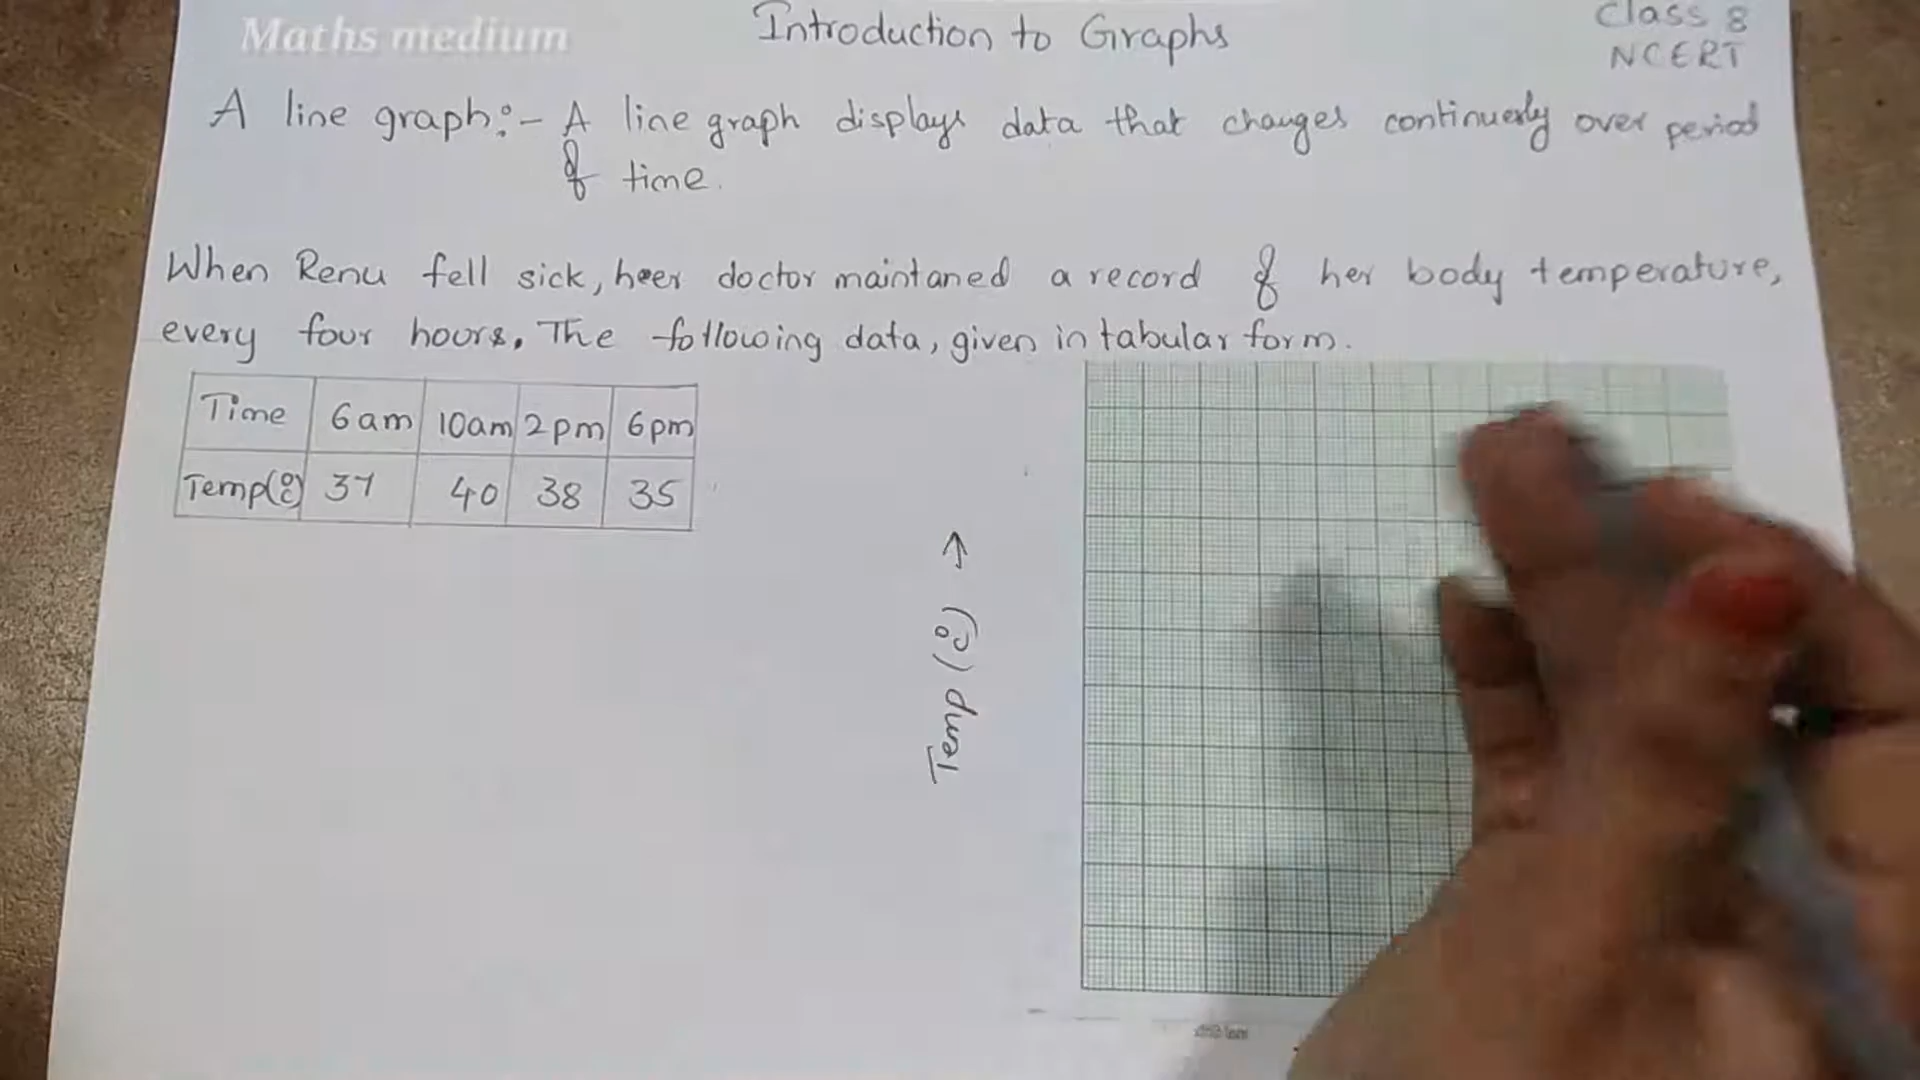 Maths medium
Introduction to Graphs
Class 8
NCERT
A line graph:- A line graph displays data that changes continuerly over period
of time.
When Renu fell sick, heer doctor maintaned a record of her body temperature,
every four hours. The following data, given in tabular form.
Time 6am 10am 2pm 6pm
Temp(°C) 37 40 38 35
Temp (°C) →